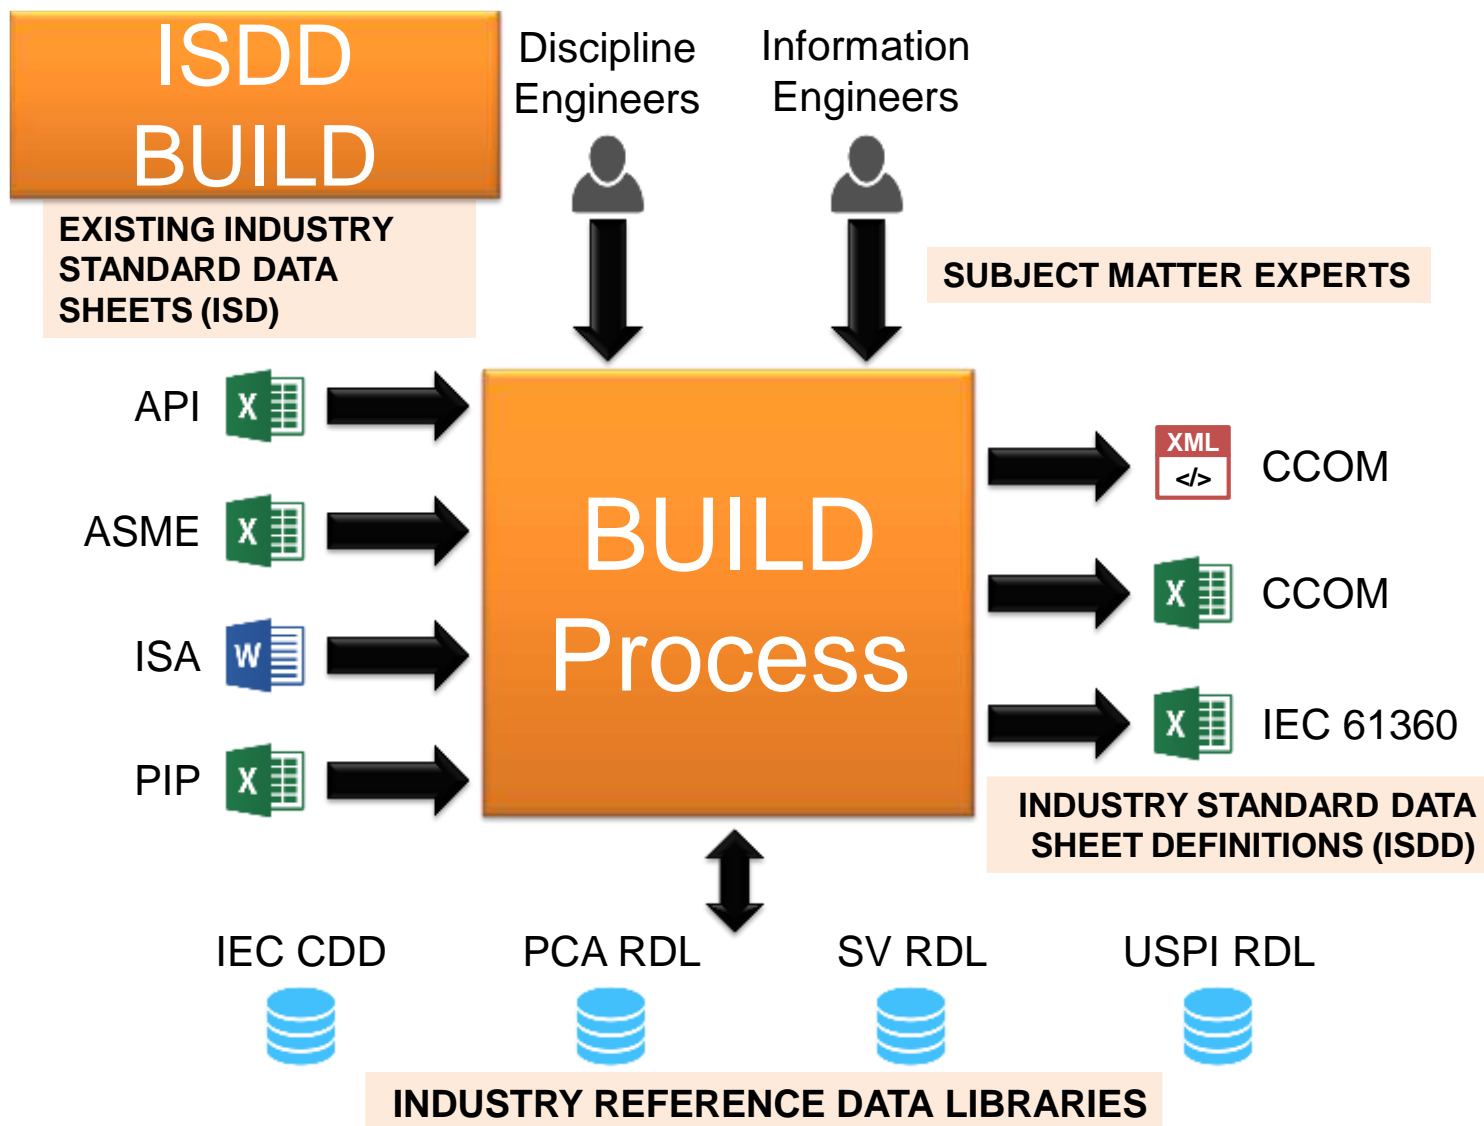 ISDD
BUILD
Discipline
Engineers
Information
Engineers
EXISTING INDUSTRY
STANDARD DATA
SHEETS (ISD)
SUBJECT MATTER EXPERTS
API
X
ASME
X
ISA
W
PIP
X
BUILD
Process
XML
</>
CCOM
X
CCOM
X
IEC 61360
INDUSTRY STANDARD DATA
SHEET DEFINITIONS (ISDD)
IEC CDD
PCA RDL
SV RDL
USPI RDL
INDUSTRY REFERENCE DATA LIBRARIES